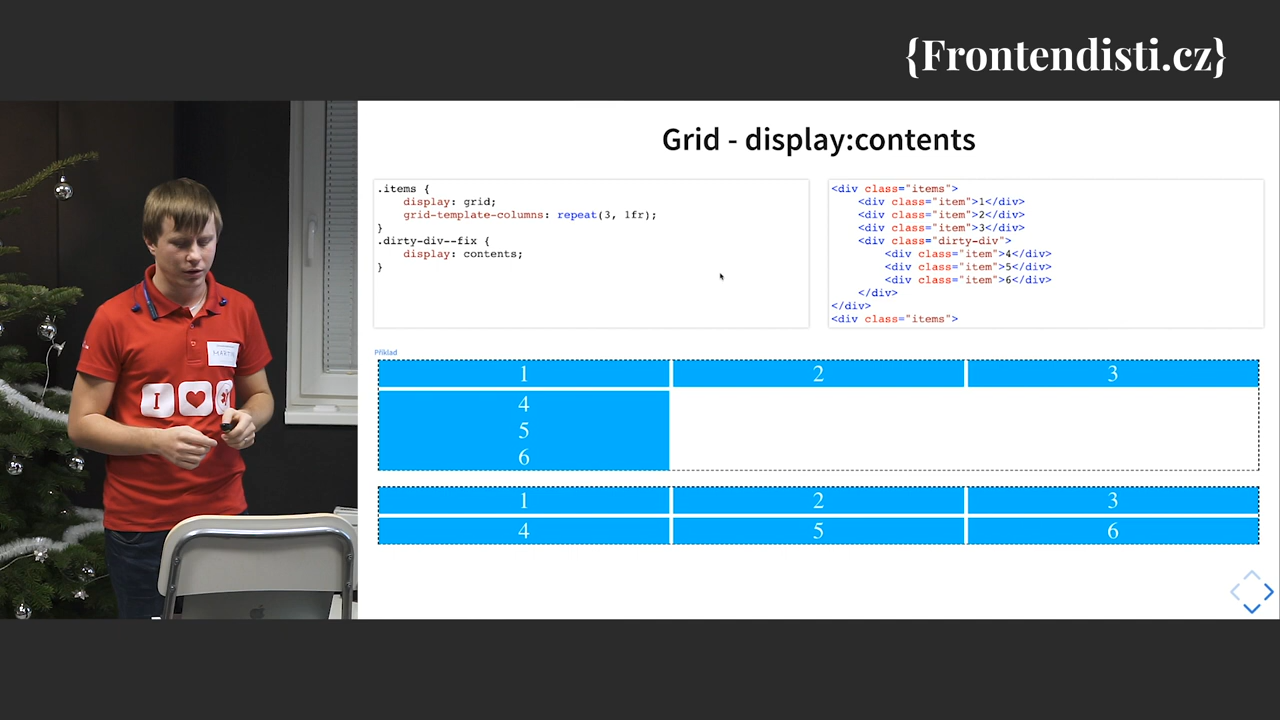 {Frontendisti.cz}
Grid - display:contents
.items {
    display: grid;
    grid-template-columns: repeat(3, 1fr);
}
.dirty-div--fix {
    display: contents;
}
<div class="items">
    <div class="item">1</div>
    <div class="item">2</div>
    <div class="item">3</div>
    <div class="dirty-div">
        <div class="item">4</div>
        <div class="item">5</div>
        <div class="item">6</div>
    </div>
</div>
<div class="items">
Příklad
1 2 3
4
5
6
1 2 3
4 5 6
MARTIN
I